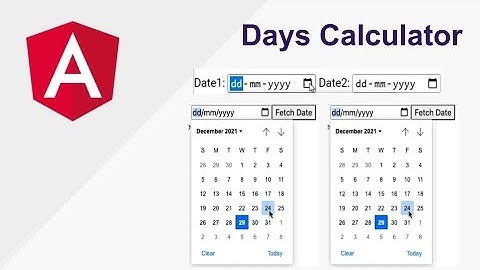 A
Days Calculator
Date1: dd-mm-yyyy Date2: dd-mm-yyyy
dd/mm/yyyy Fetch Date dd/mm/yyyy Fetch Date
December 2021 December 2021
S M T W T F S S M T W T F S
28 29 30 1 2 3 4 28 29 30 1 2 3 4
5 6 7 8 9 10 11 5 6 7 8 9 10 11
12 13 14 15 16 17 18 12 13 14 15 16 17 18
19 20 21 22 23 24 25 19 20 21 22 23 24 25
26 27 28 29 30 31 1 26 27 28 29 30 31 1
2 3 4 5 6 7 8 2 3 4 5 6 7 8
Clear Today Clear Today